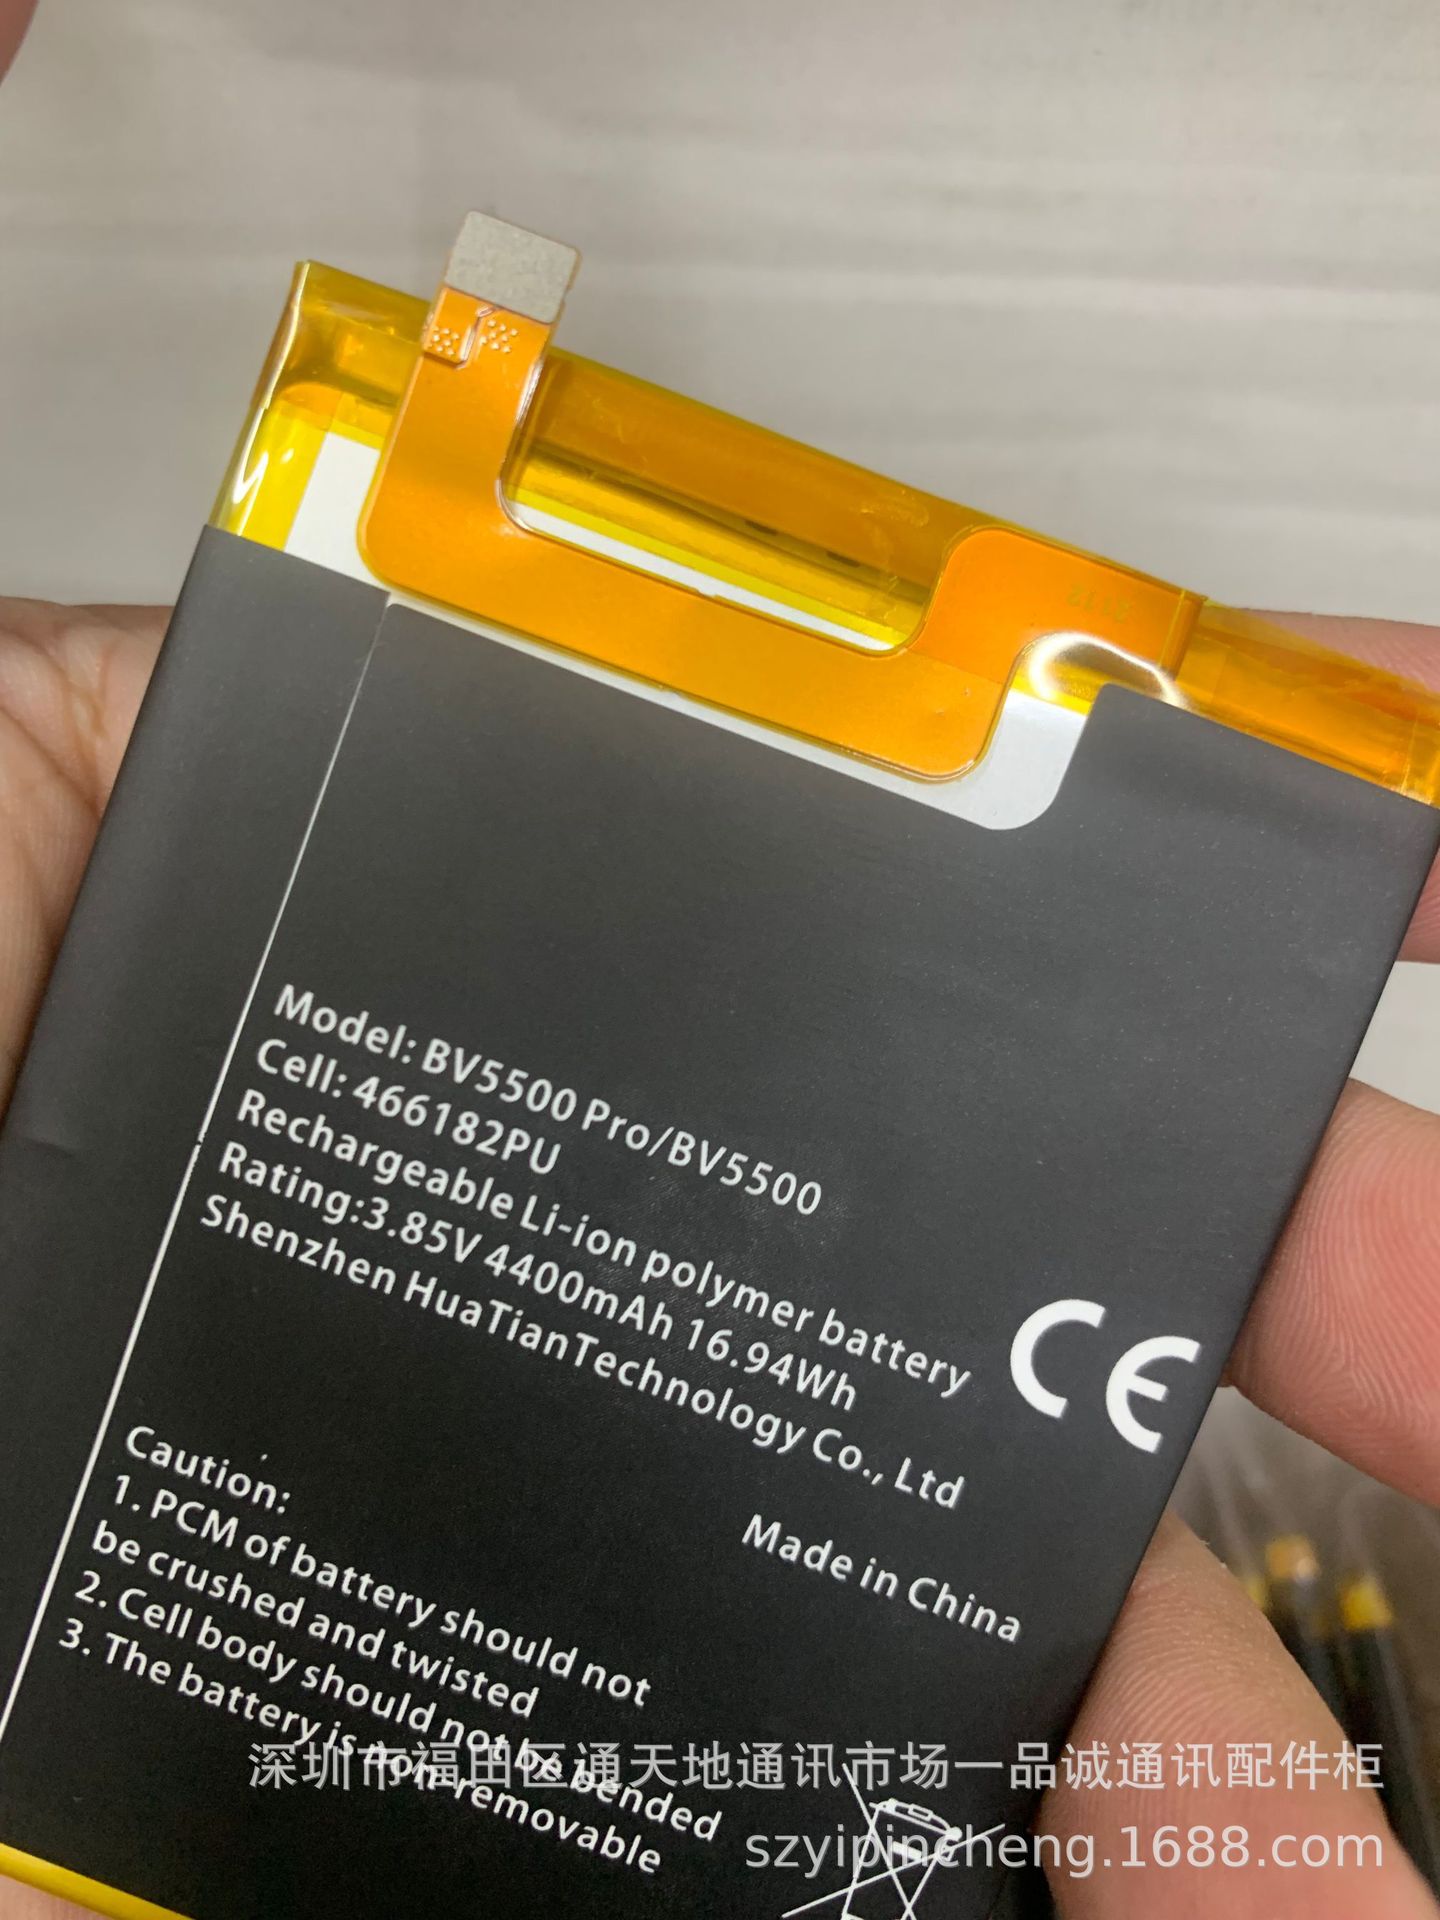 Model: BV5500 Pro/BV5500
Cell: 466182PU
Rechargeable Li-ion polymer battery
Rating:3.85V 4400mAh 16.94Wh
Shenzhen HuaTianTechnology Co., Ltd
CE
Made in China
Caution:
1. PCM of battery should not
be crushed and twisted
2. Cell body should not be bended
3. The battery is non-removable
深圳市福田区通天地通讯市场一品诚通讯配件柜
szyipincheng.1688.com